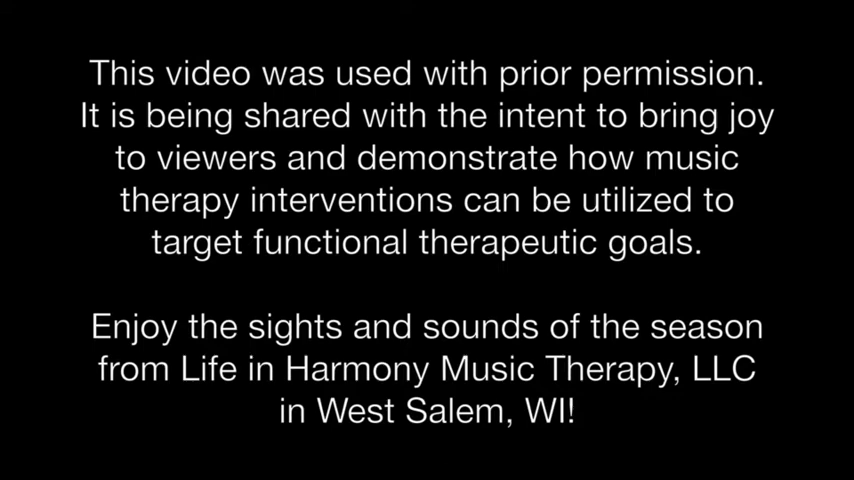 This video was used with prior permission.
It is being shared with the intent to bring joy
to viewers and demonstrate how music
therapy interventions can be utilized to
target functional therapeutic goals.
Enjoy the sights and sounds of the season
from Life in Harmony Music Therapy, LLC
in West Salem, WI!